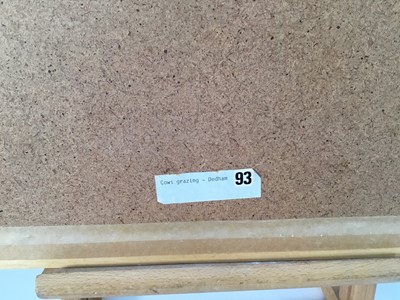 Cows grazing - Dedham 93